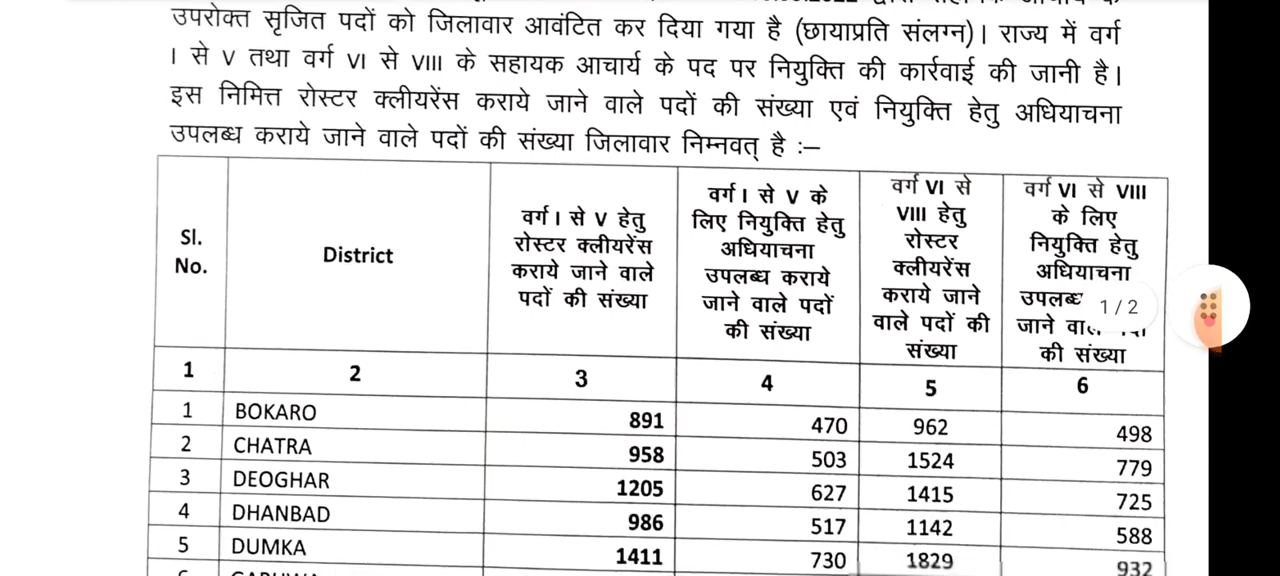 उपरोक्त सृजित पदों को जिलावार आवंटित कर दिया गया है (छायाप्रति संलग्न)। राज्य में वर्ग
I से V तथा वर्ग VI से VIII के सहायक आचार्य के पद पर नियुक्ति की कार्रवाई की जानी है।
इस निमित्त रोस्टर क्लीयरेंस कराये जाने वाले पदों की संख्या एवं नियुक्ति हेतु अधियाचना
उपलब्ध कराये जाने वाले पदों की संख्या जिलावार निम्नवत् है :–
Sl.
No.
District
वर्ग I से V हेतु
रोस्टर क्लीयरेंस
कराये जाने वाले
पदों की संख्या
वर्ग I से V के
लिए नियुक्ति हेतु
अधियाचना
उपलब्ध कराये
जाने वाले पदों
की संख्या
वर्ग VI से
VIII हेतु
रोस्टर
क्लीयरेंस
कराये जाने
वाले पदों की
संख्या
वर्ग VI से VIII
के लिए
नियुक्ति हेतु
अधियाचना
जाने
की संख्या
1/2
1 2 3 4 5 6
1 BOKARO 891 470 962 498
2 CHATRA 958 503 1524 779
3 DEOGHAR 1205 627 1415 725
4 DHANBAD 986 517 1142 588
5 DUMKA 1411 730 1829 932